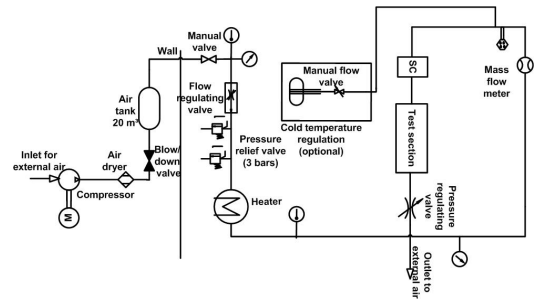 Manual
valve
Wall
Flow
regulating
valve
Air
tank
20 m³
Blow/
down
valve
Inlet for
external air
Air
dryer
Compressor
M
Pressure
relief valve
(3 bars)
Heater
Manual flow
valve
Cold temperature
regulation
(optional)
SC
Test section
Mass
flow
meter
Pressure
regulating
valve
Outlet to
external air